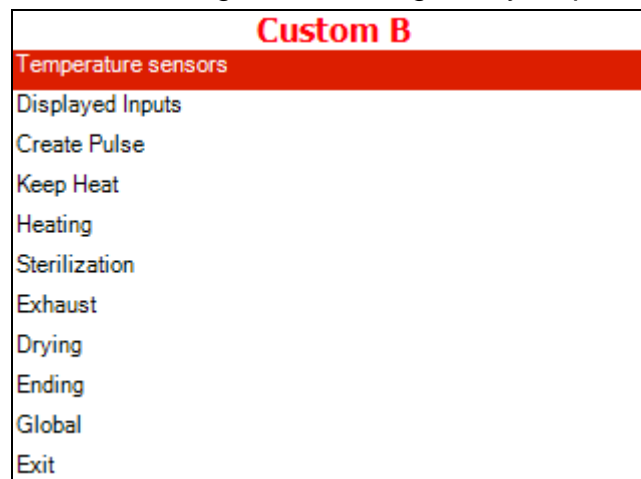 Custom B
Temperature sensors
Displayed Inputs
Create Pulse
Keep Heat
Heating
Sterilization
Exhaust
Drying
Ending
Global
Exit